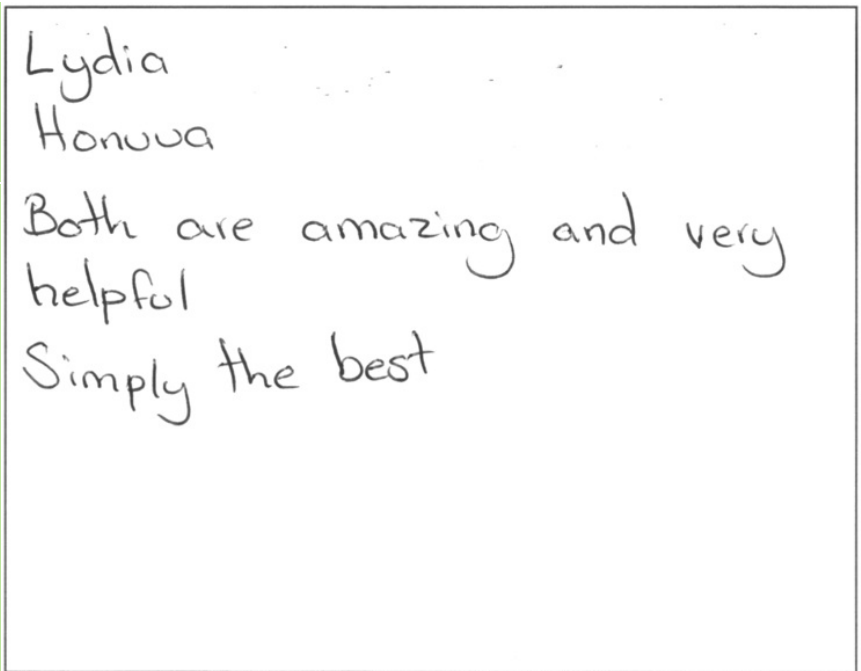 Lydia
Honuua
Both are amazing and very
helpful
Simply the best